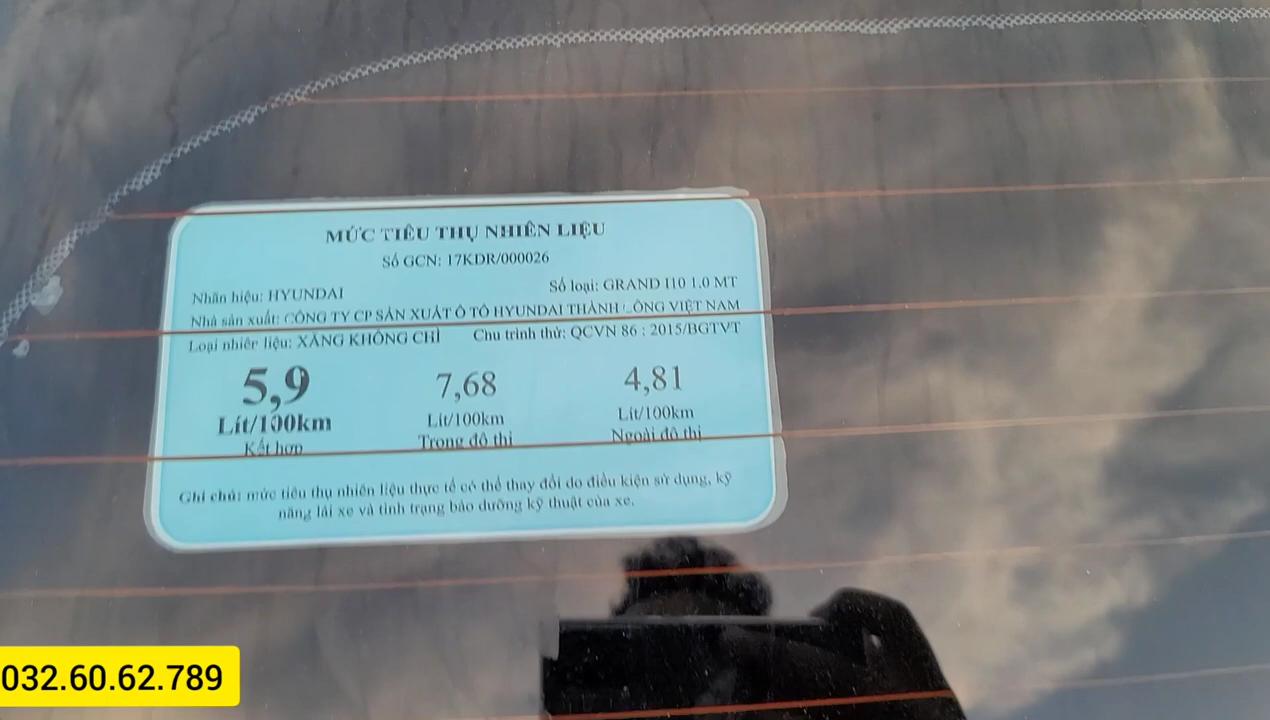 MỨC TIÊU THỤ NHIÊN LIỆU
Số GCN: 17KDR/000026
Nhãn hiệu: HYUNDAI Số loại: GRAND I10 1.0 MT
Nhà sản xuất: CÔNG TY CP SẢN XUẤT Ô TÔ HYUNDAI THÀNH CÔNG VIỆT NAM
Loại nhiên liệu: XĂNG KHÔNG CHÌ Chu trình thử: QCVN 86 : 2015/BGTVT
5,9 7,68 4,81
Lít/100km Lít/100km Lít/100km
Kết hợp Trong đô thị Ngoài đô thị
Ghi chú: mức tiêu thụ nhiên liệu thực tế có thể thay đổi do điều kiện sử dụng, kỹ
năng lái xe và tình trạng bảo dưỡng kỹ thuật của xe.
032.60.62.789